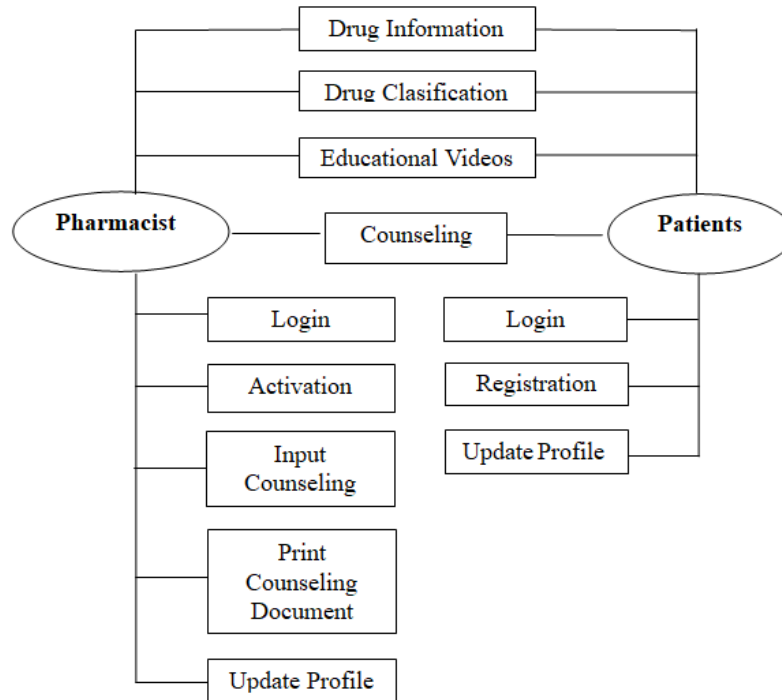 Drug Information
Drug Clasification
Educational Videos
Pharmacist
Counseling
Patients
Login
Login
Activation
Registration
Input
Counseling
Update Profile
Print
Counseling
Document
Update Profile